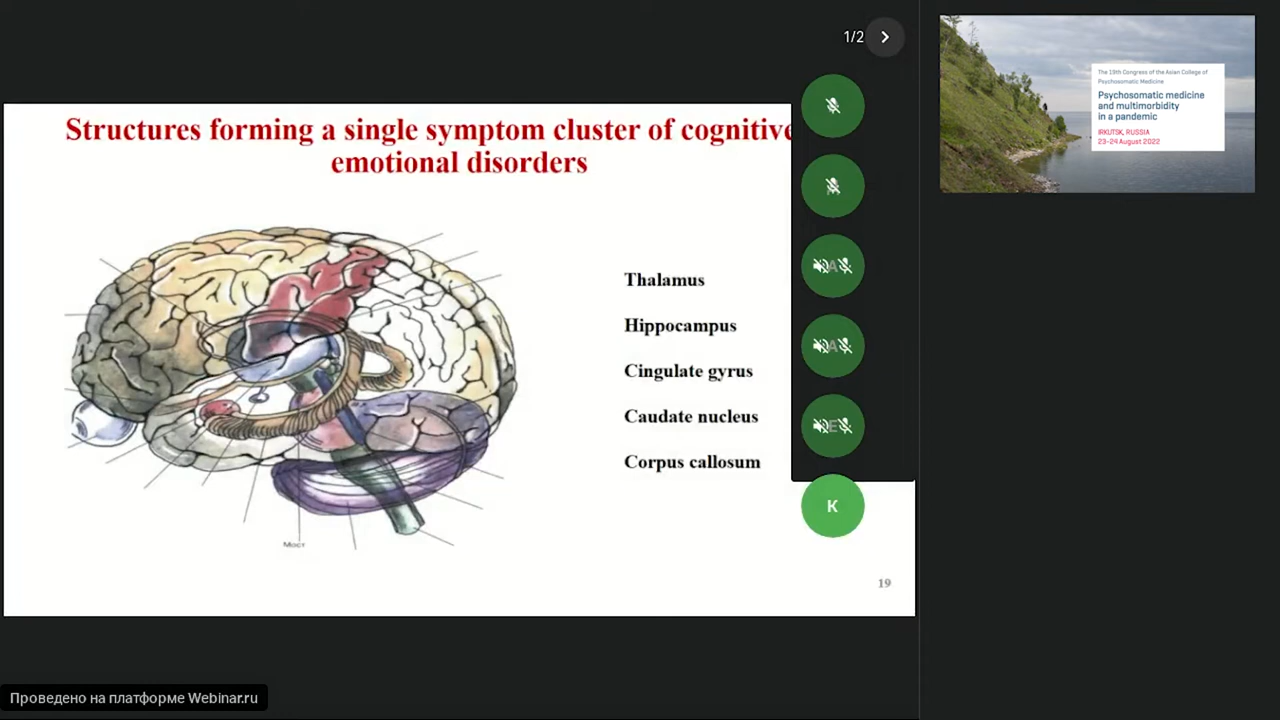 1/2
Structures forming a single symptom cluster of cognitive
emotional disorders
Thalamus
Hippocampus
Cingulate gyrus
Caudate nucleus
Corpus callosum
Мост
19
A
A
E
K
The 19th Congress of the Asian College of
Psychosomatic Medicine
Psychosomatic medicine
and multimorbidity
in a pandemic
IRKUTSK, RUSSIA
23-24 August 2022
Проведено на платформе Webinar.ru